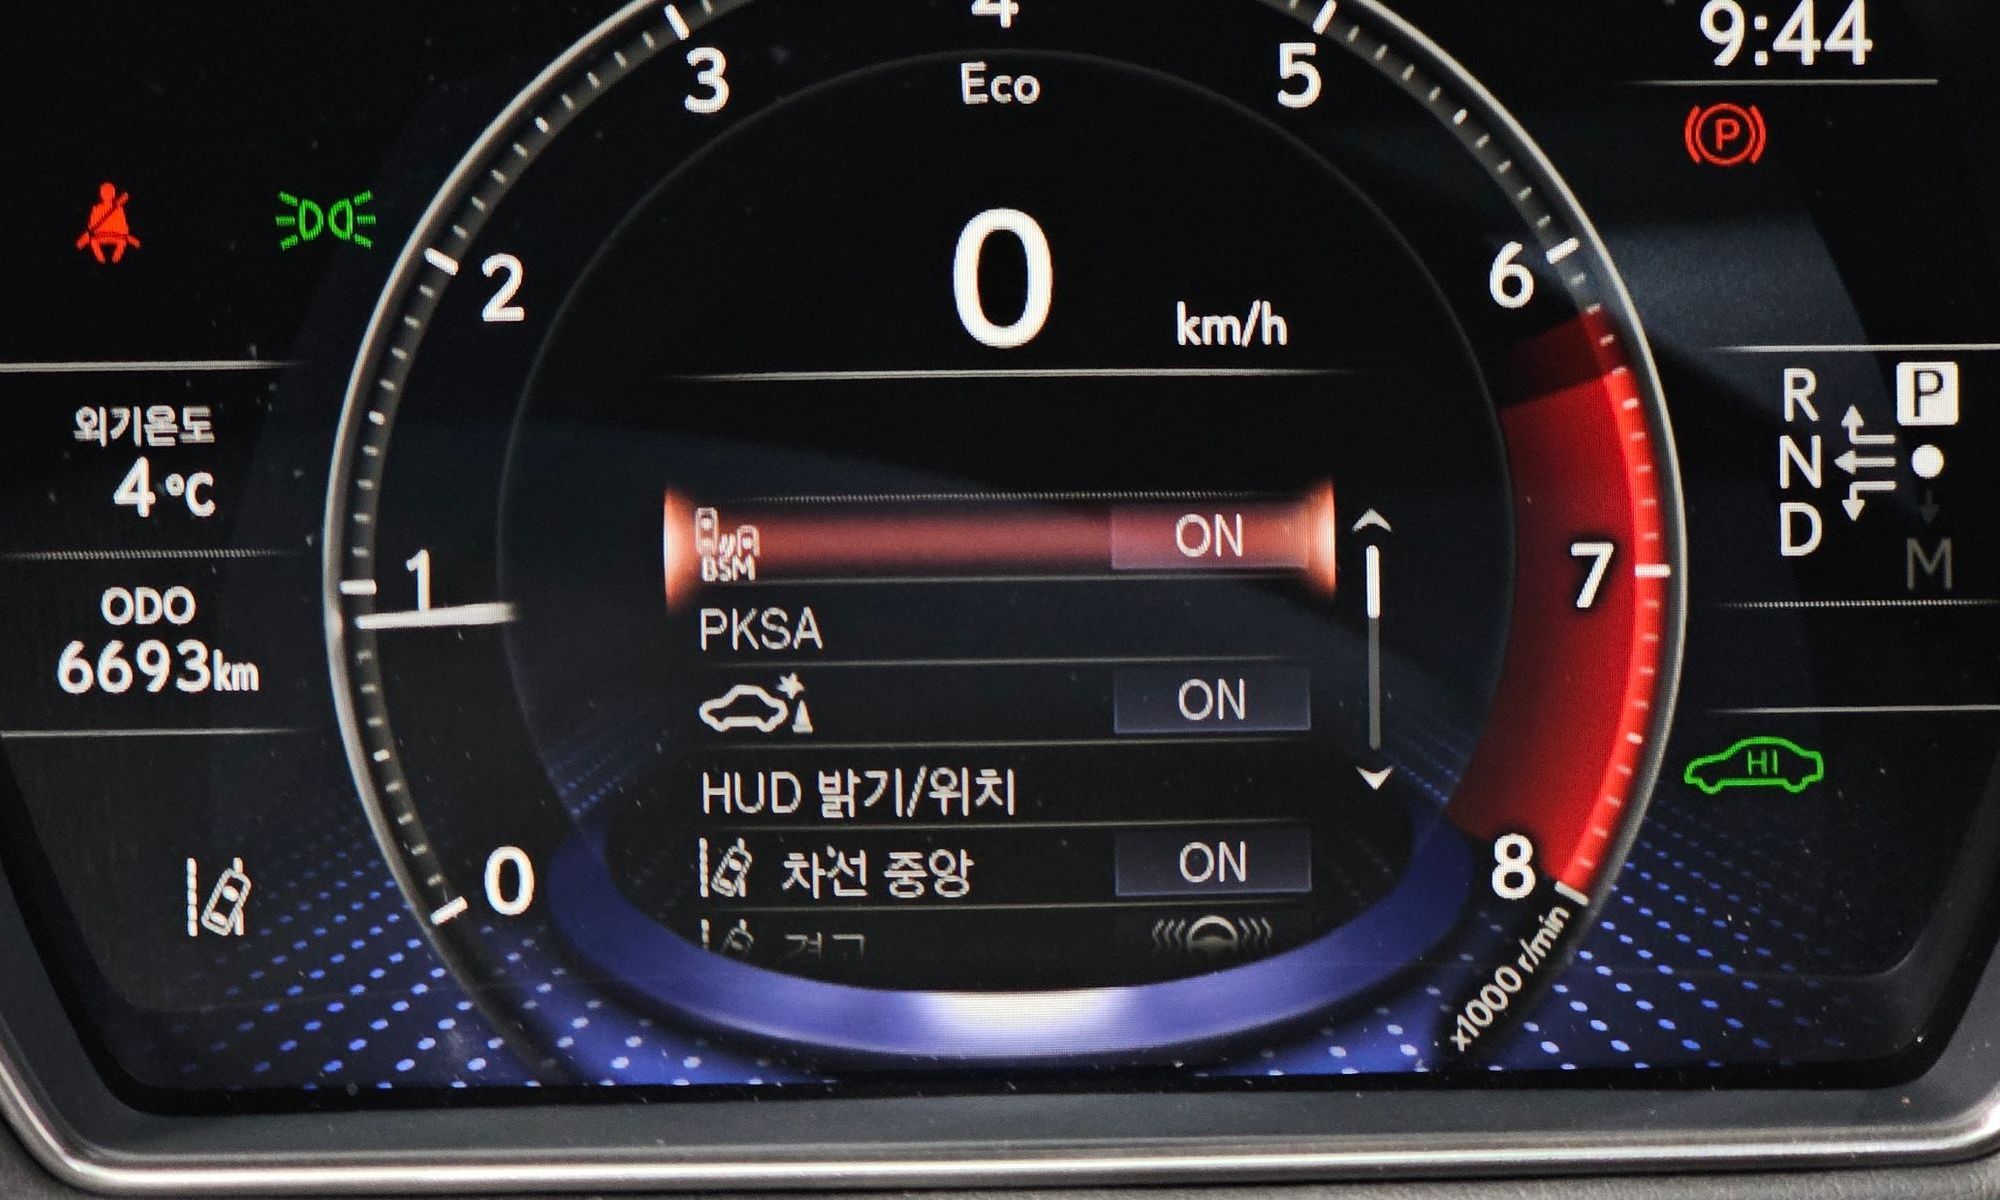 9:44
4
3
5
Eco
2
6
0
km/h
외기온도
4 °C
ODO
6693km
1
7
0
8
x1000 r/min
BSM ON
PKSA
ON
HUD 밝기/위치
차선 중앙 ON
경고
P
R
P
N
D
M
HI